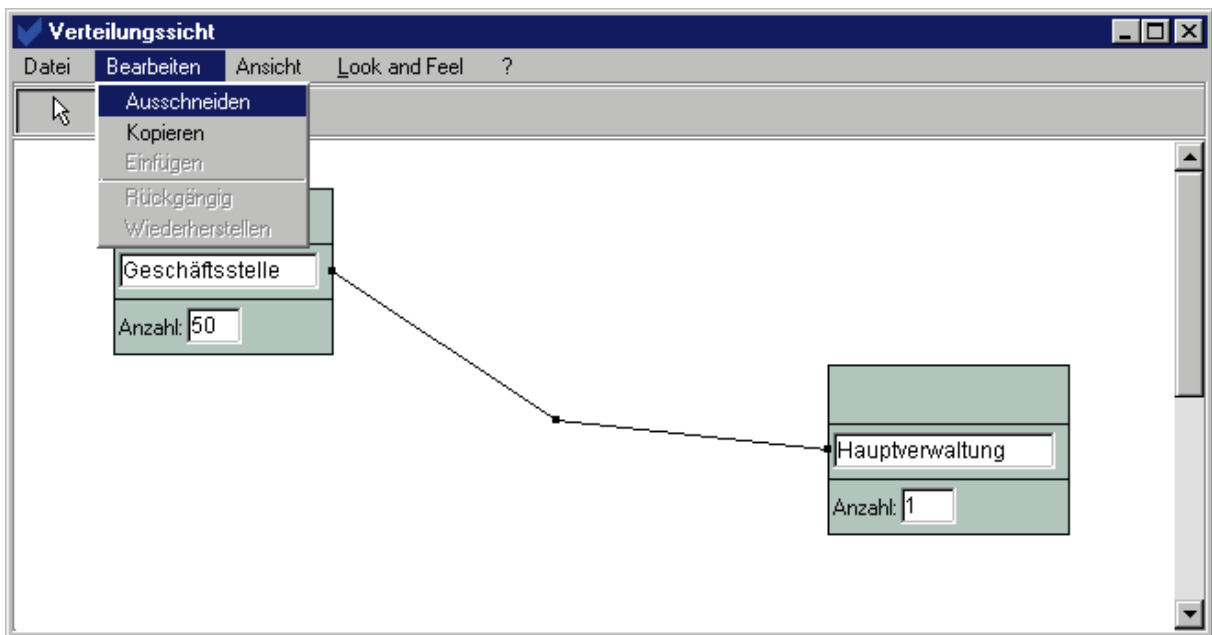 Verteilungssicht
Datei Bearbeiten Ansicht Look and Feel ?
Ausschneiden
Kopieren
Einfügen
Rückgängig
Wiederherstellen
Geschäftsstelle
Anzahl: 50
Hauptverwaltung
Anzahl: 1